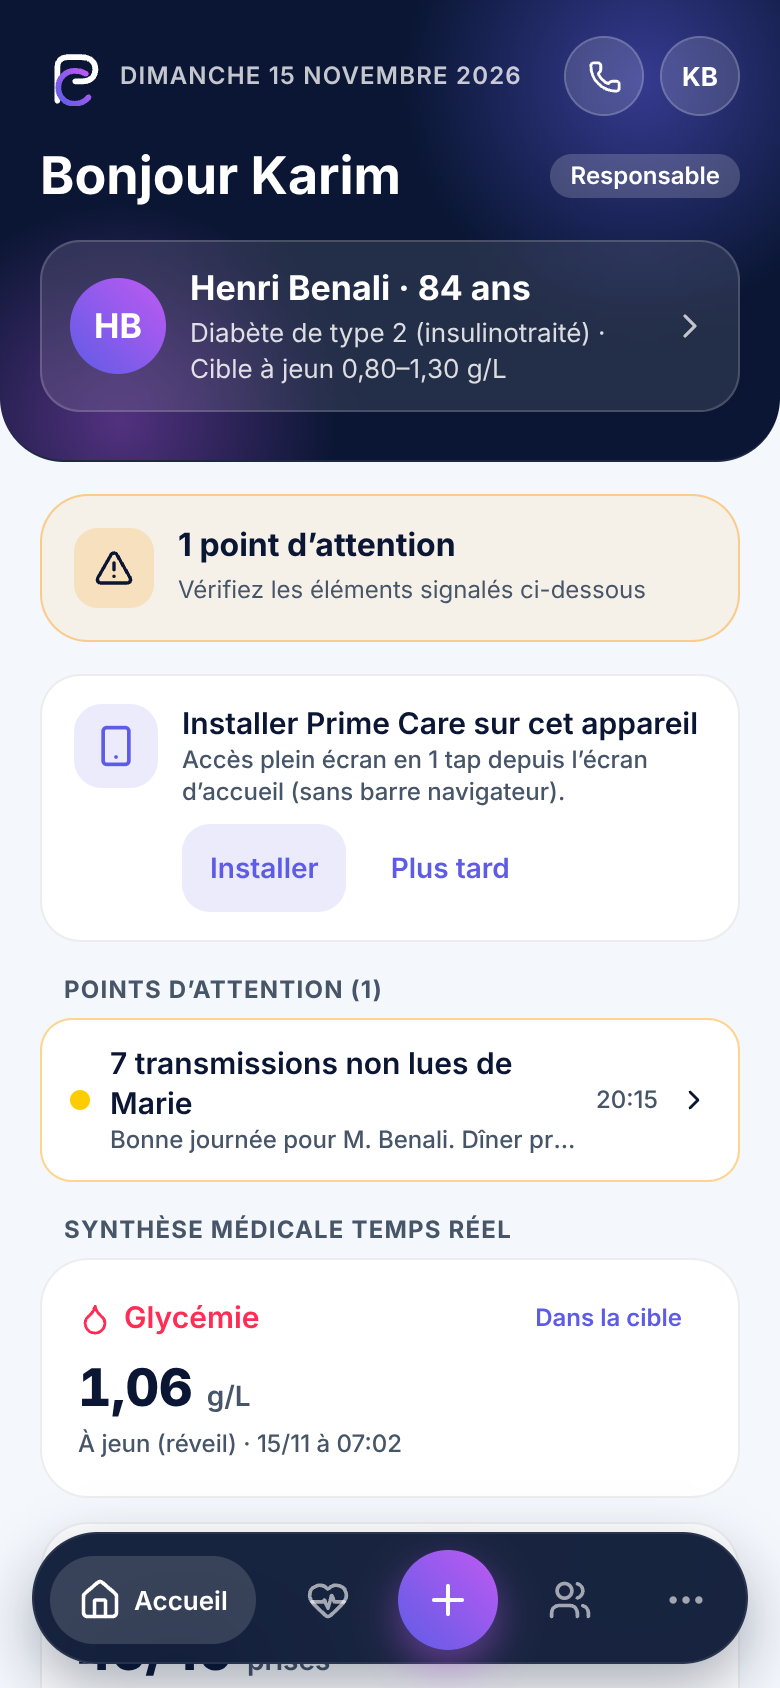 DIMANCHE 15 NOVEMBRE 2026
KB
Bonjour Karim
Responsable
HB
Henri Benali · 84 ans
Diabète de type 2 (insulinotraité) ·
Cible à jeun 0,80–1,30 g/L
1 point d’attention
Vérifiez les éléments signalés ci-dessous
Installer Prime Care sur cet appareil
Accès plein écran en 1 tap depuis l’écran
d’accueil (sans barre navigateur).
Installer
Plus tard
POINTS D’ATTENTION (1)
7 transmissions non lues de
Marie
20:15
Bonne journée pour M. Benali. Dîner pr...
SYNTHÈSE MÉDICALE TEMPS RÉEL
Glycémie
Dans la cible
1,06 g/L
À jeun (réveil) · 15/11 à 07:02
Accueil
prises